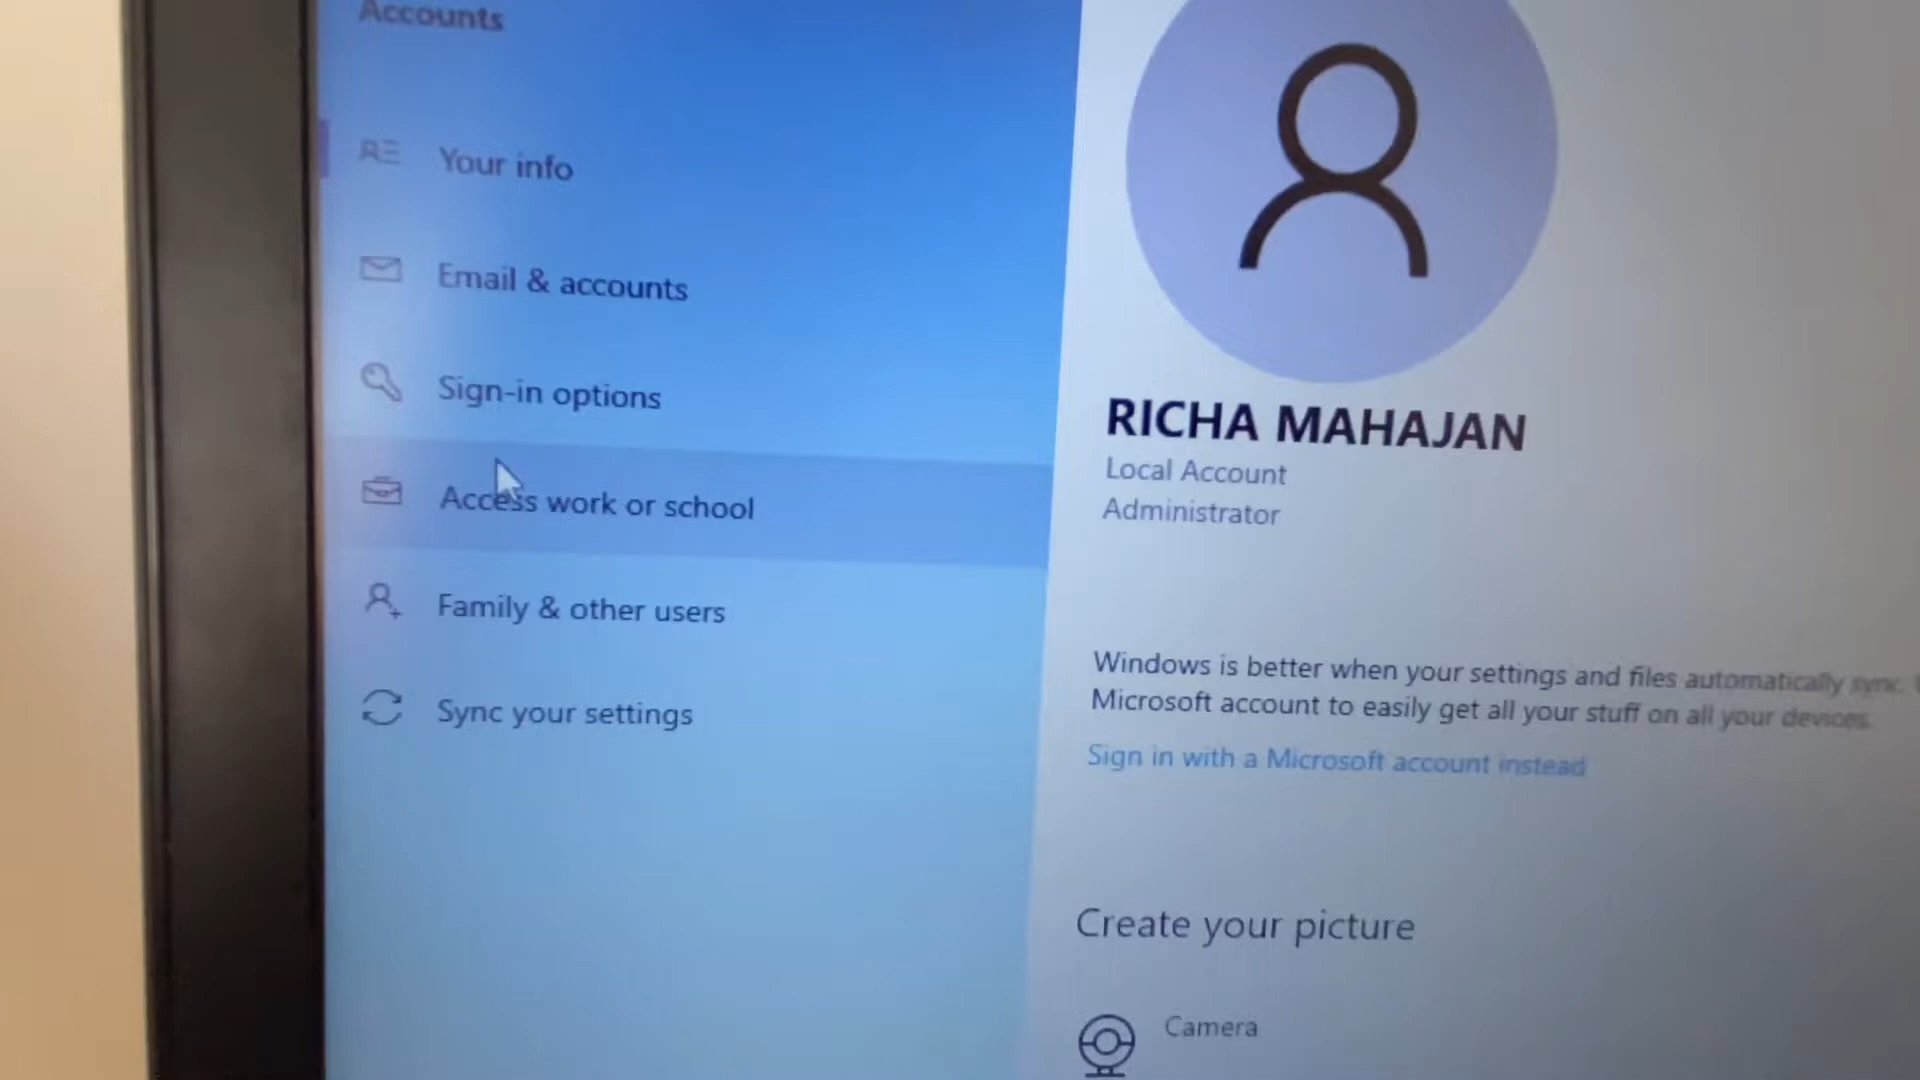 Accounts
Your info
Email & accounts
Sign-in options
Access work or school
Family & other users
Sync your settings
RICHA MAHAJAN
Local Account
Administrator
Windows is better when your settings and files automatically sync.
Microsoft account to easily get all your stuff on all your devices.
Sign in with a Microsoft account instead
Create your picture
Camera